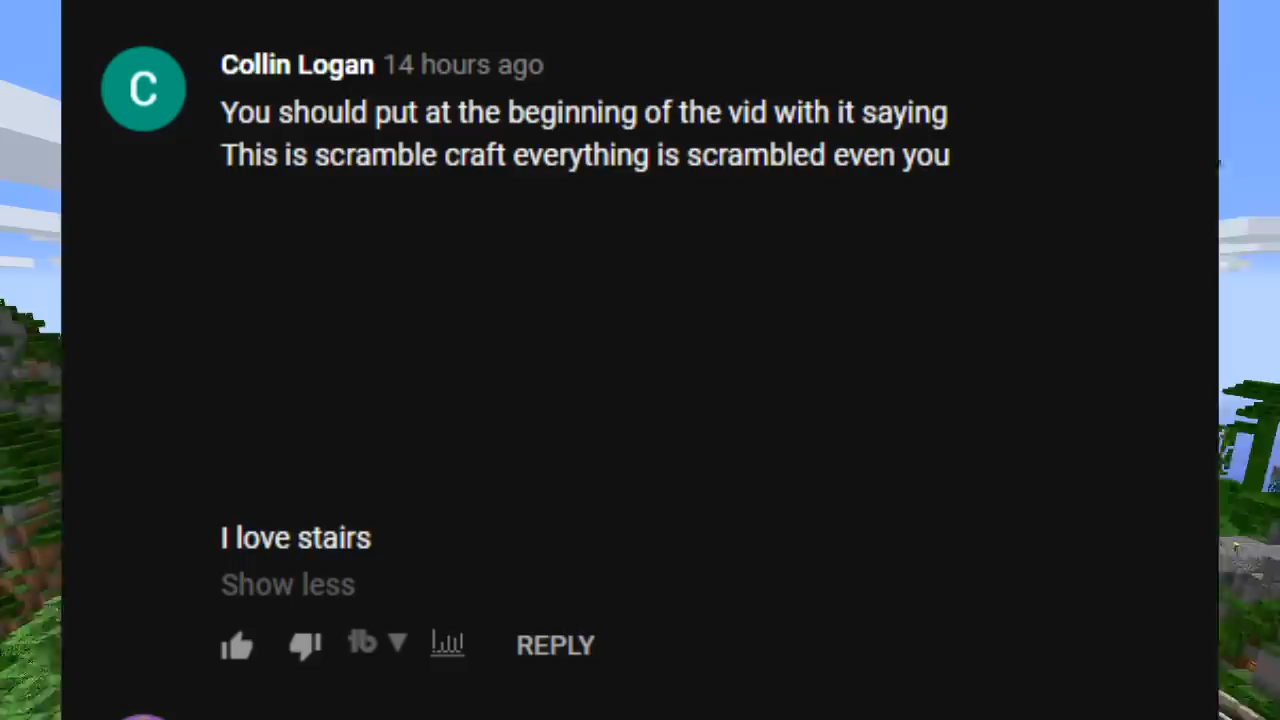 C
Collin Logan 14 hours ago
You should put at the beginning of the vid with it saying
This is scramble craft everything is scrambled even you
I love stairs
Show less
tb
REPLY